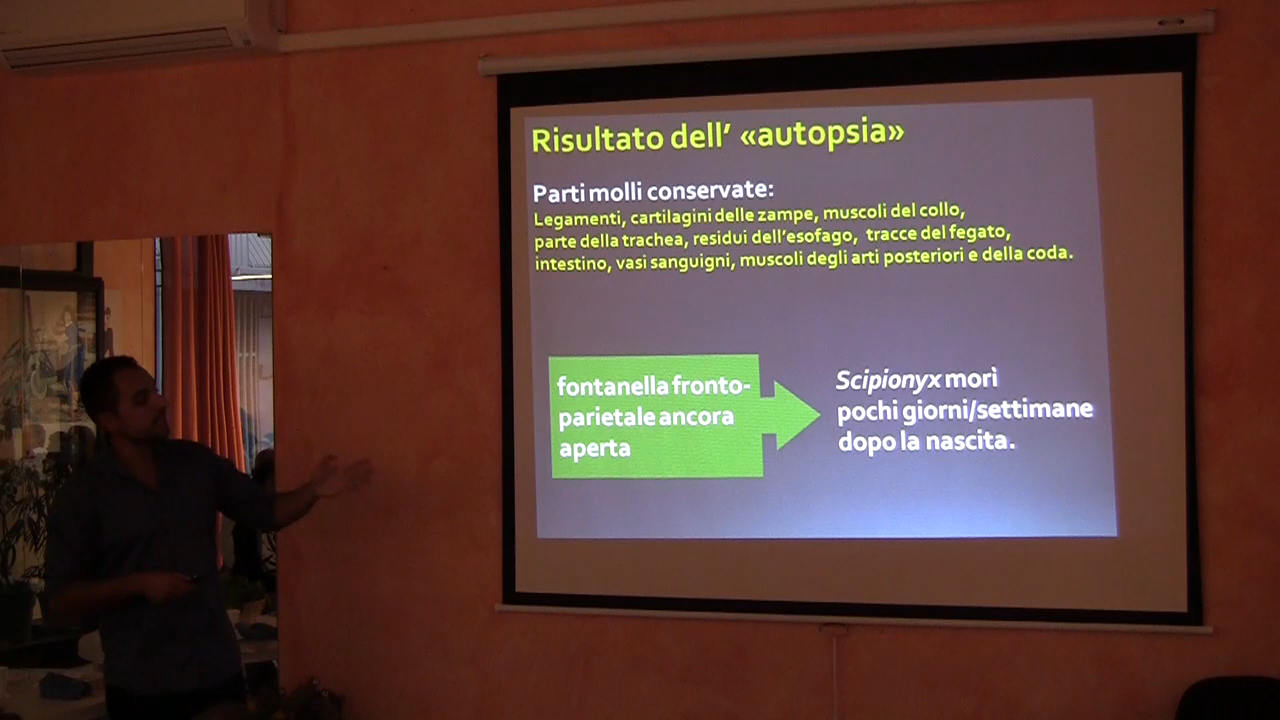 Risultato dell' «autopsia»
Parti molli conservate:
Legamenti, cartilagini delle zampe, muscoli del collo,
parte della trachea, residui dell'esofago, tracce del fegato,
intestino, vasi sanguigni, muscoli degli arti posteriori e della coda.
fontanella fronto-
parietale ancora
aperta
Scipionyx morì
pochi giorni/settimane
dopo la nascita.